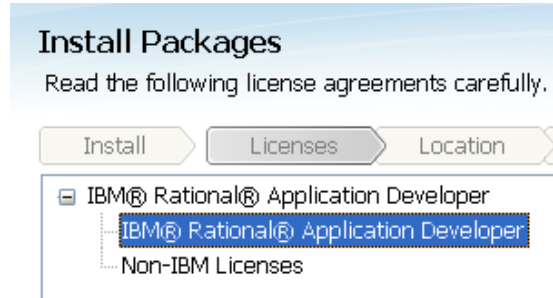 Install Packages
Read the following license agreements carefully.
Install Licenses Location
IBM® Rational® Application Developer
IBM® Rational® Application Developer
Non-IBM Licenses